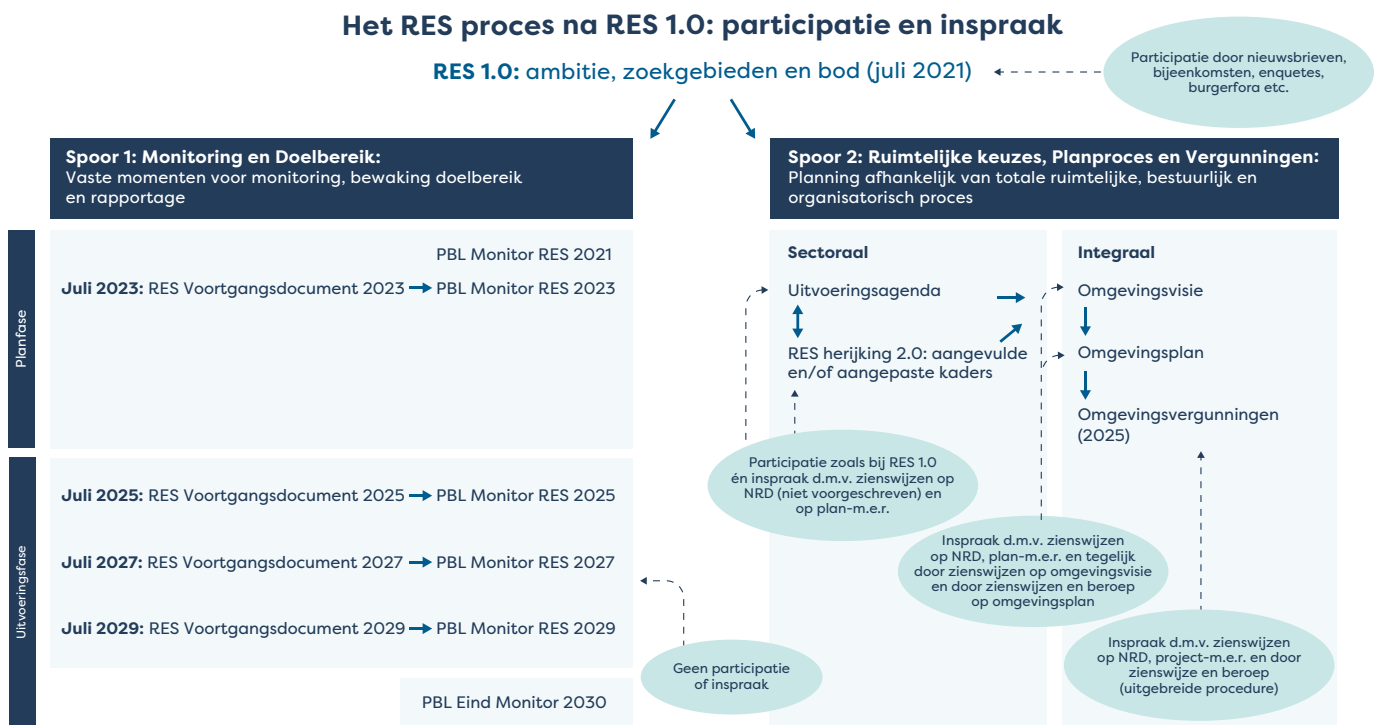 Het RES proces na RES 1.0: participatie en inspraak
RES 1.0: ambitie, zoekgebieden en bod (juli 2021)
Participatie door nieuwsbrieven,
bijeenkomsten, enquetes,
burgerfora etc.
Spoor 1: Monitoring en Doelbereik:
Vaste momenten voor monitoring, bewaking doelbereik
en rapportage
Planfase
PBL Monitor RES 2021
Juli 2023: RES Voortgangsdocument 2023 PBL Monitor RES 2023
Uitvoeringsfase
Juli 2025: RES Voortgangsdocument 2025 PBL Monitor RES 2025
Juli 2027: RES Voortgangsdocument 2027 PBL Monitor RES 2027
Juli 2029: RES Voortgangsdocument 2029 PBL Monitor RES 2029
PBL Eind Monitor 2030
Geen participatie
of inspraak
Spoor 2: Ruimtelijke keuzes, Planproces en Vergunningen:
Planning afhankelijk van totale ruimtelijke, bestuurlijk en
organisatorisch proces
Sectoraal
Uitvoeringsagenda
RES herijking 2.0: aangevulde
en/of aangepaste kaders
Participatie zoals bij RES 1.0
én inspraak d.m.v. zienswijzen op
NRD (niet voorgeschreven) en
op plan-m.e.r.
Integraal
Omgevingsvisie
Omgevingsplan
Omgevingsvergunningen
(2025)
Inspraak d.m.v. zienswijzen
op NRD, plan-m.e.r. en tegelijk
door zienswijzen op omgevingsvisie
en door zienswijzen en beroep
op omgevingsplan
Inspraak d.m.v. zienswijzen
op NRD, project-m.e.r. en door
zienswijze en beroep
(uitgebreide procedure)